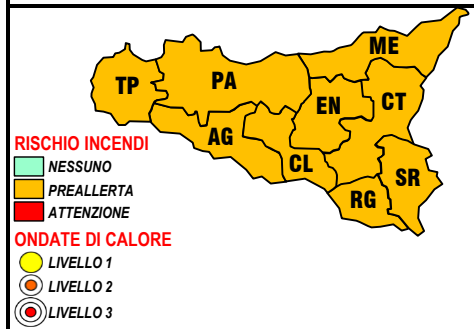 ME
TP
PA
EN
CT
AG
CL
SR
RG
RISCHIO INCENDI
NESSUNO
PREALLERTA
ATTENZIONE
ONDATE DI CALORE
LIVELLO 1
LIVELLO 2
LIVELLO 3